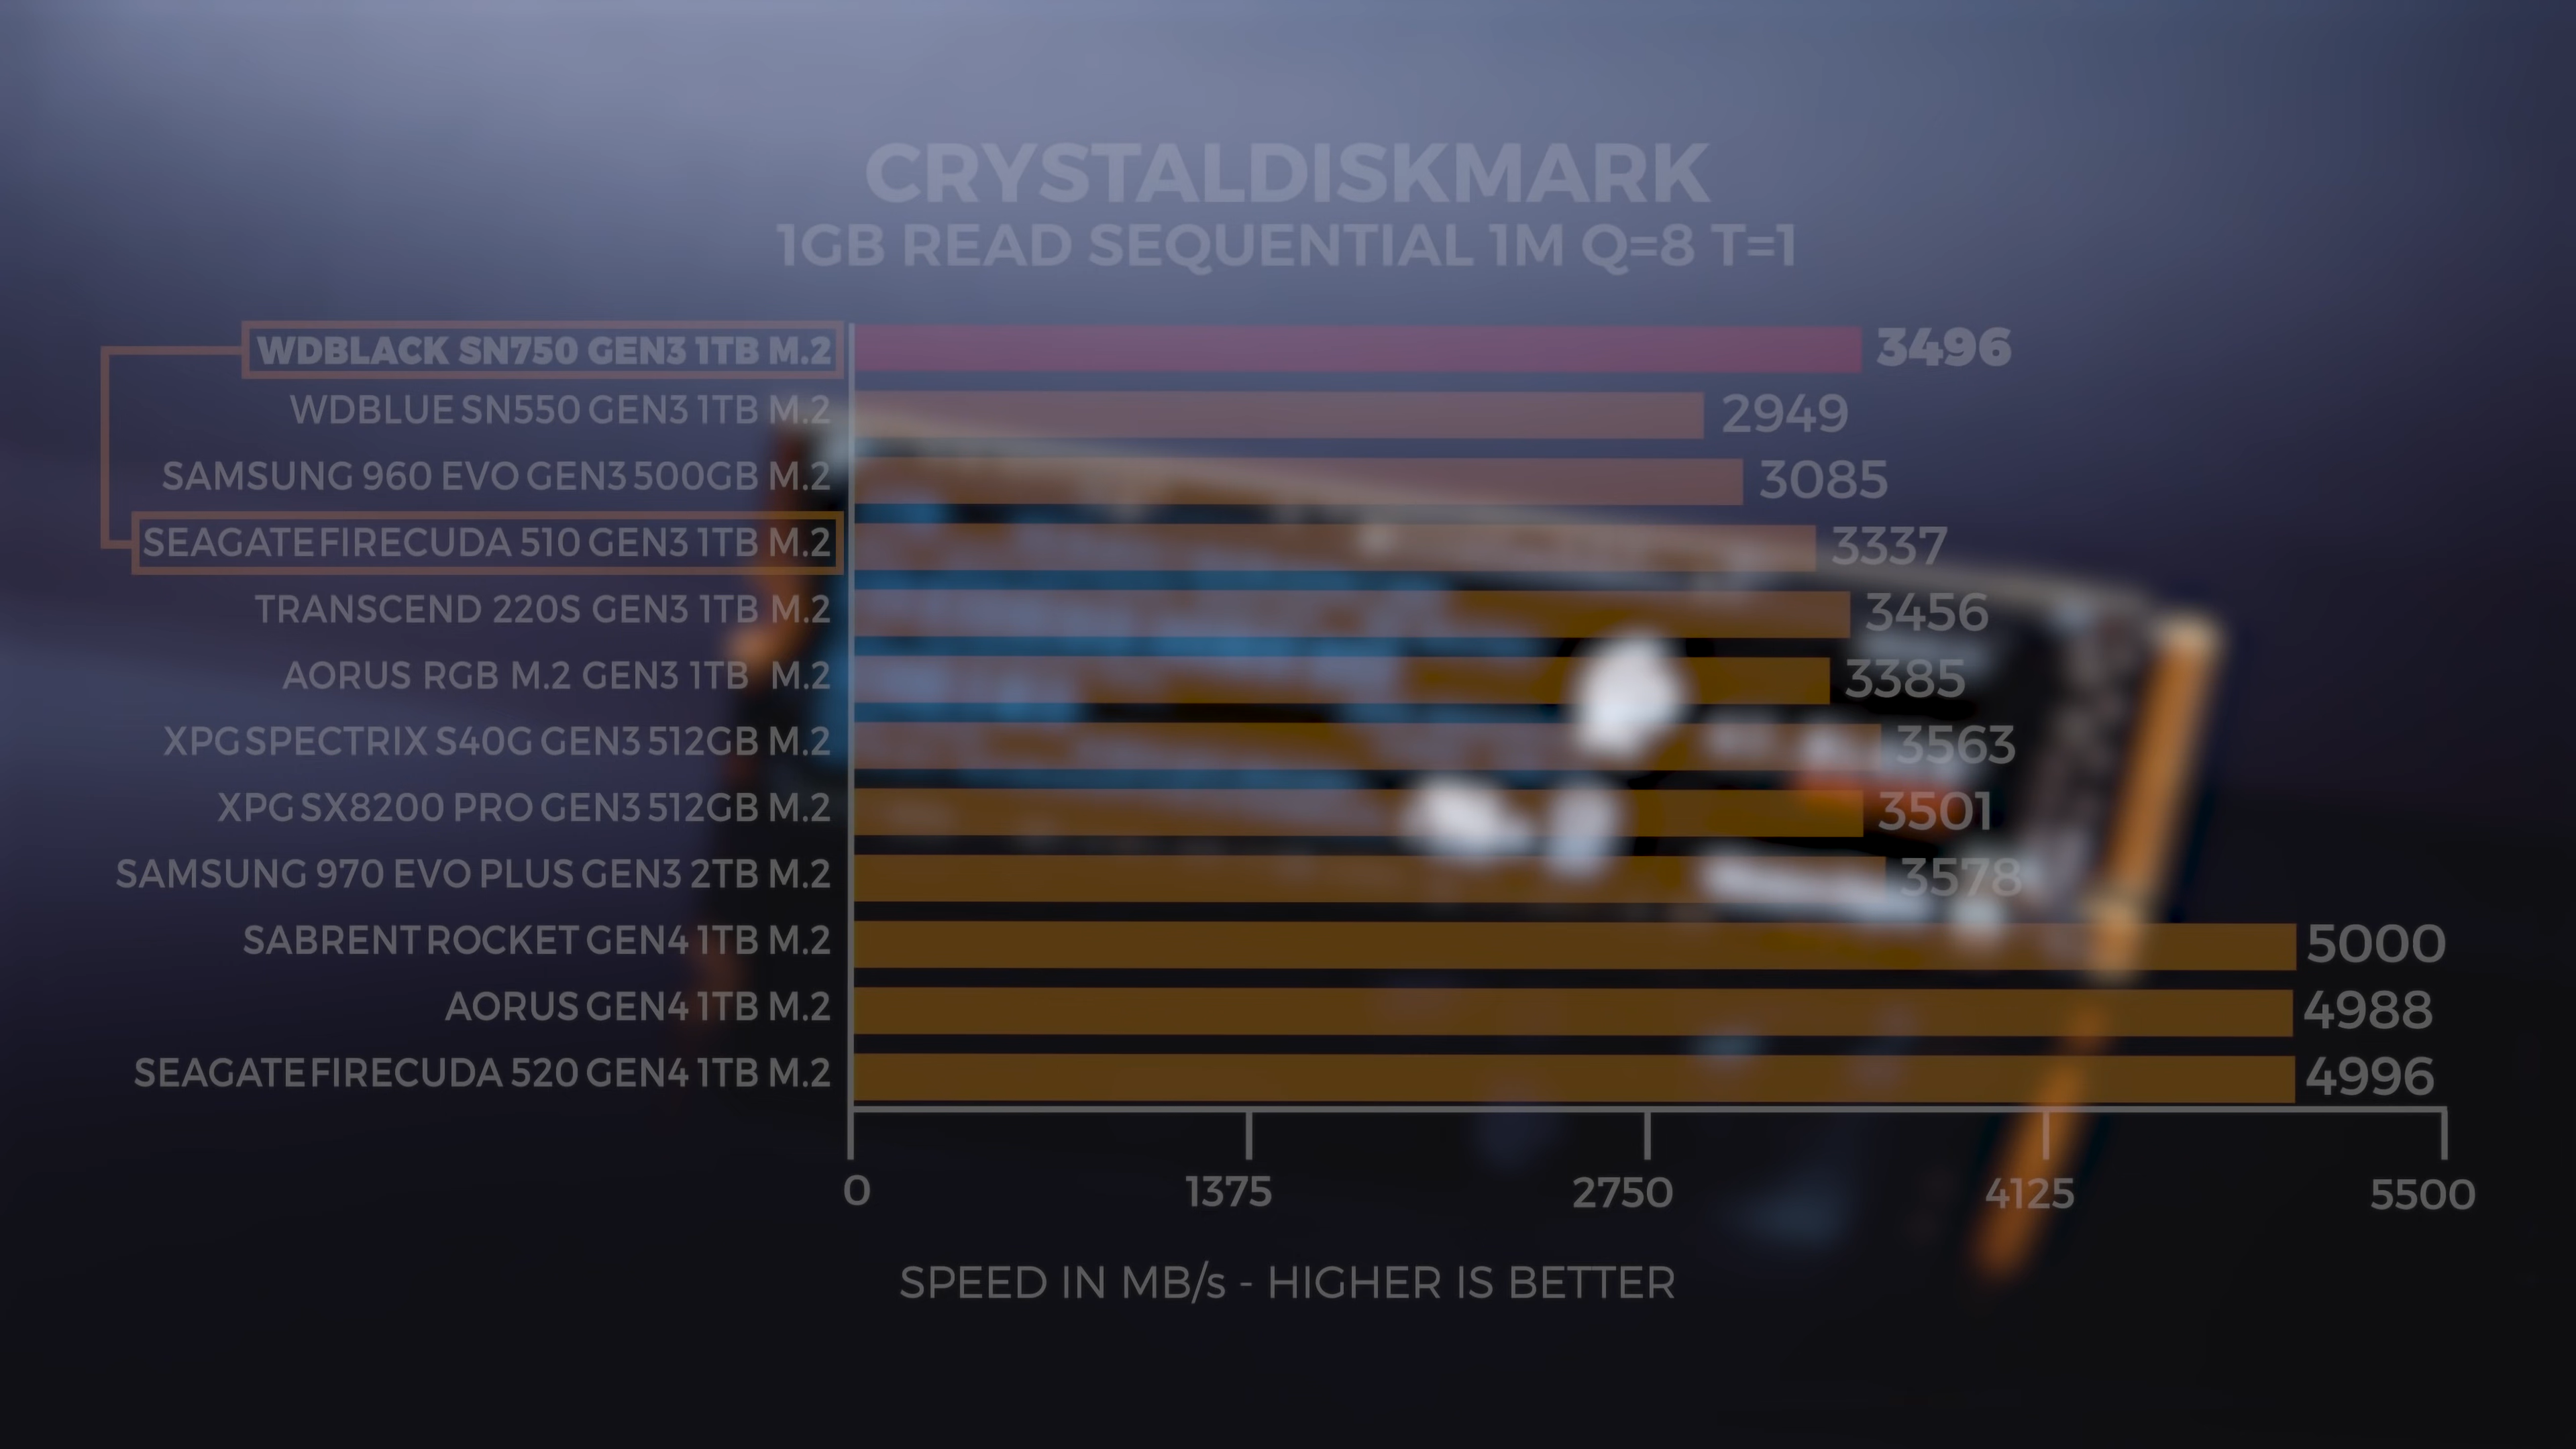 CRYSTALDISKMARK
1GB READ SEQUENTIAL 1M Q=8 T=1
WDBLACK SN750 GEN3 1TB M.2 3496
WDBLUE SN550 GEN3 1TB M.2 2949
SAMSUNG 960 EVO GEN3 500GB M.2 3085
SEAGATE FIRECUDA 510 GEN3 1TB M.2 3337
TRANSCEND 220S GEN3 1TB M.2 3456
AORUS RGB M.2 GEN3 1TB M.2 3385
XPG SPECTRIX S40G GEN3 512GB M.2 3563
XPG SX8200 PRO GEN3 512GB M.2 3501
SAMSUNG 970 EVO PLUS GEN3 2TB M.2 3578
SABRENT ROCKET GEN4 1TB M.2 5000
AORUS GEN4 1TB M.2 4988
SEAGATE FIRECUDA 520 GEN4 1TB M.2 4996
0 1375 2750 4125 5500
SPEED IN MB/s - HIGHER IS BETTER